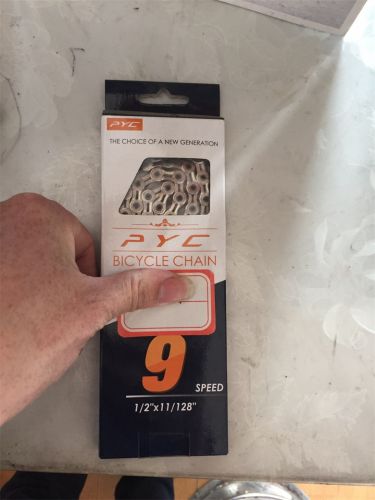 PYC
THE CHOICE OF A NEW GENERATION
PYC
BICYCLE CHAIN
9
SPEED
1/2"x11/128"